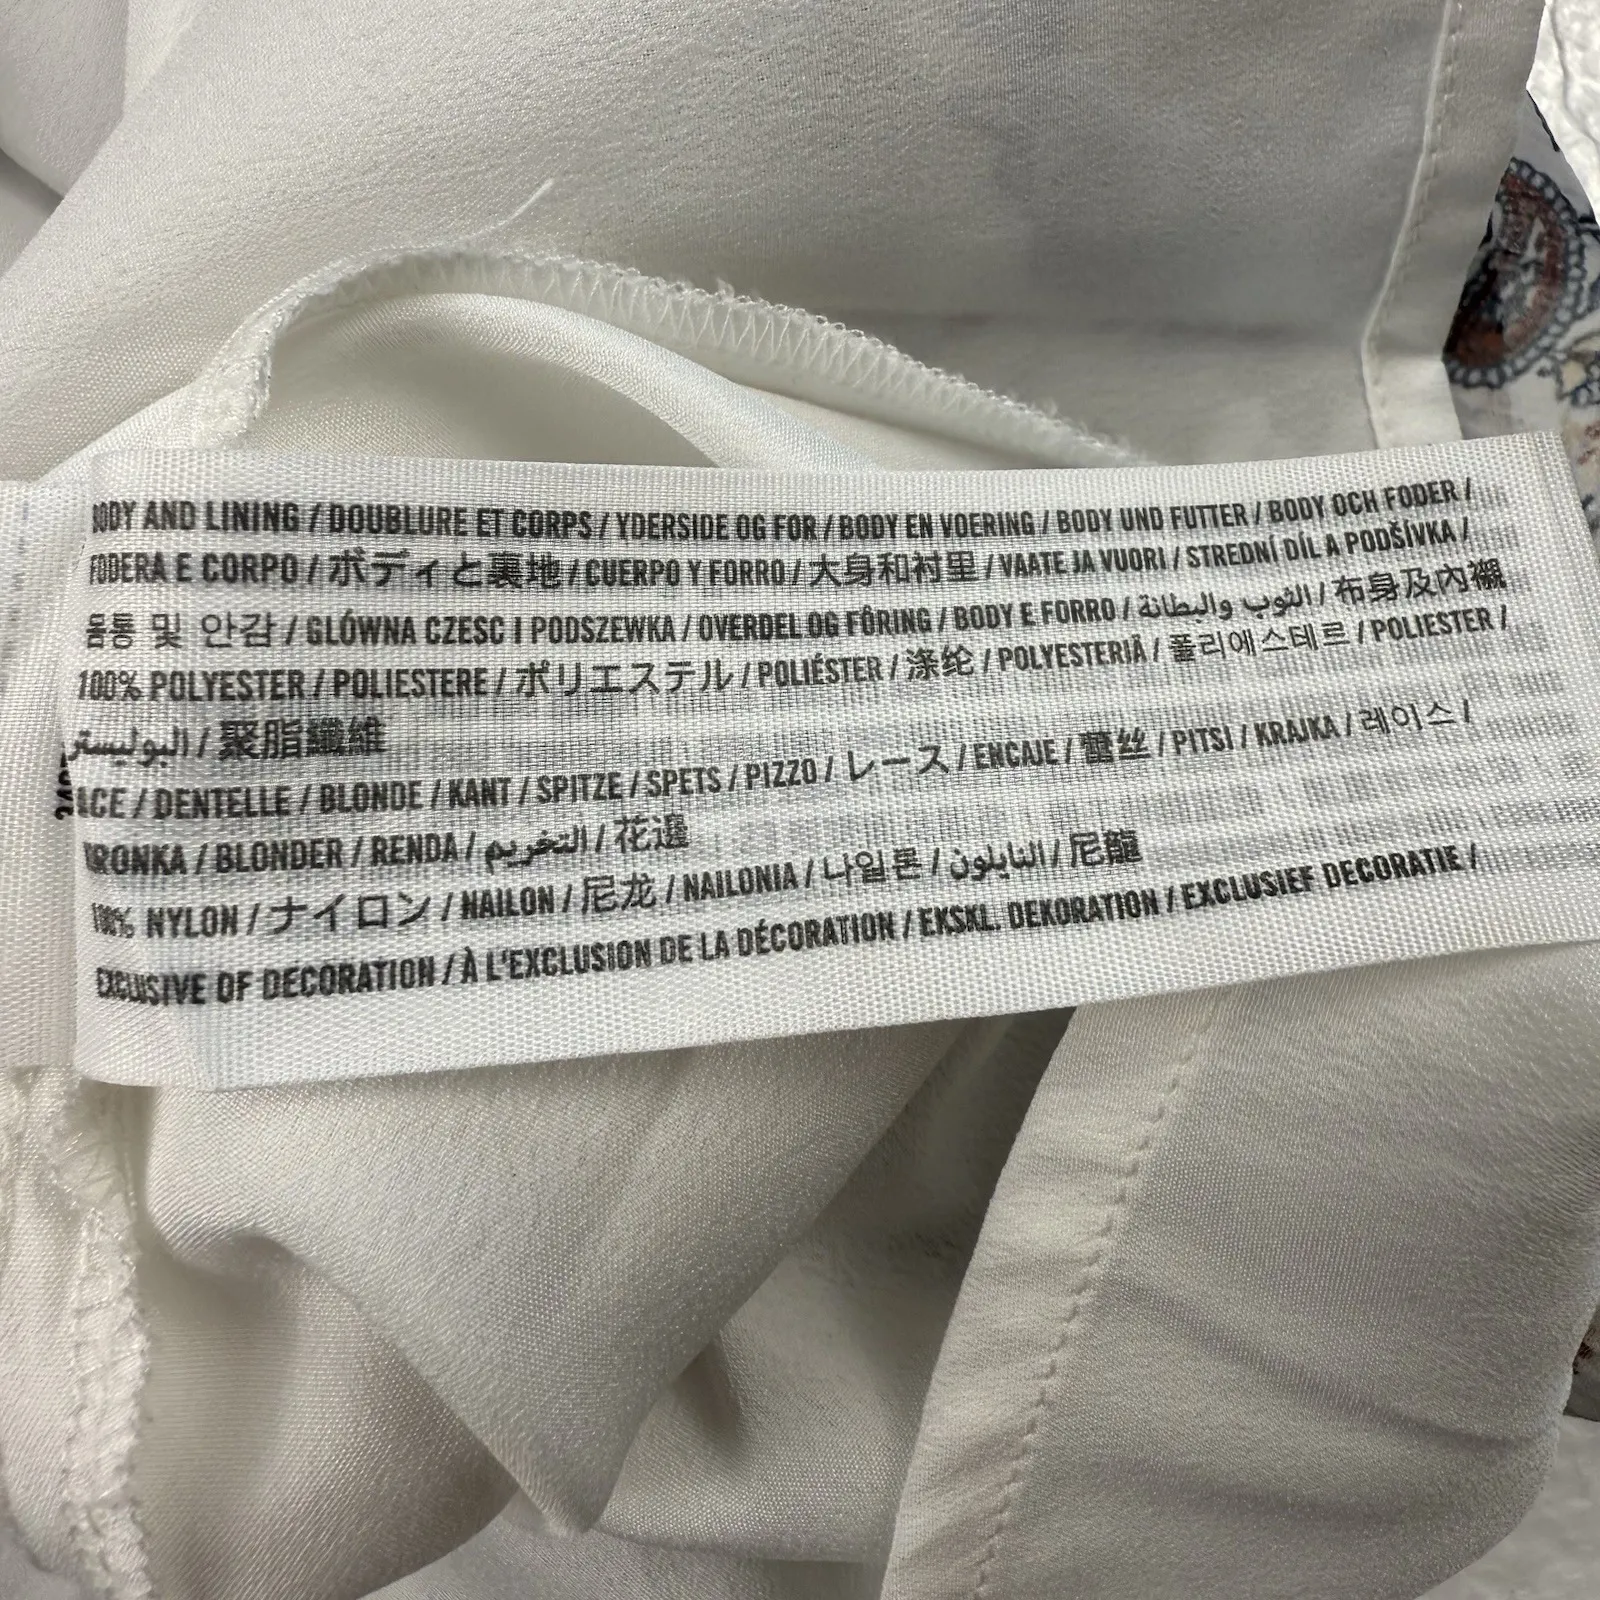 BODY AND LINING / DOUBLURE ET CORPS / YDERSIDE OG FOR / BODY EN VOERING / BODY UND FUTTER / BODY OCH FODER /
FODERA E CORPO / ボディと裏地 / CUERPO Y FORRO / 大身和衬里 / VAATE JA VUORI / STREDNÍ DÍL A PODŠÍVKA /
몸통 및 안감 / GLÓWNA CZESC I PODSZEWKA / OVERDEL OG FÔRING / BODY E FORRO / الثوب والبطانة / 布身及內襯
100% POLYESTER / POLIESTERE / ポリエステル / POLIÉSTER / 涤纶 / POLYESTERIÄ / 폴리에스테르 / POLIESTER /
البوليستر / 聚脂纖維
LACE / DENTELLE / BLONDE / KANT / SPITZE / SPETS / PIZZO / レース / ENCAJE / 蕾丝 / PITSI / KRAJKA / 레이스 /
KORONKA / BLONDER / RENDA / التخريم / 花邊
100% NYLON / ナイロン / NAILON / 尼龙 / NAILONIA / 나일론 / النايلون / 尼龍
EXCLUSIVE OF DECORATION / À L'EXCLUSION DE LA DÉCORATION / EKSKL. DEKORATION / EXCLUSIEF DECORATIE /